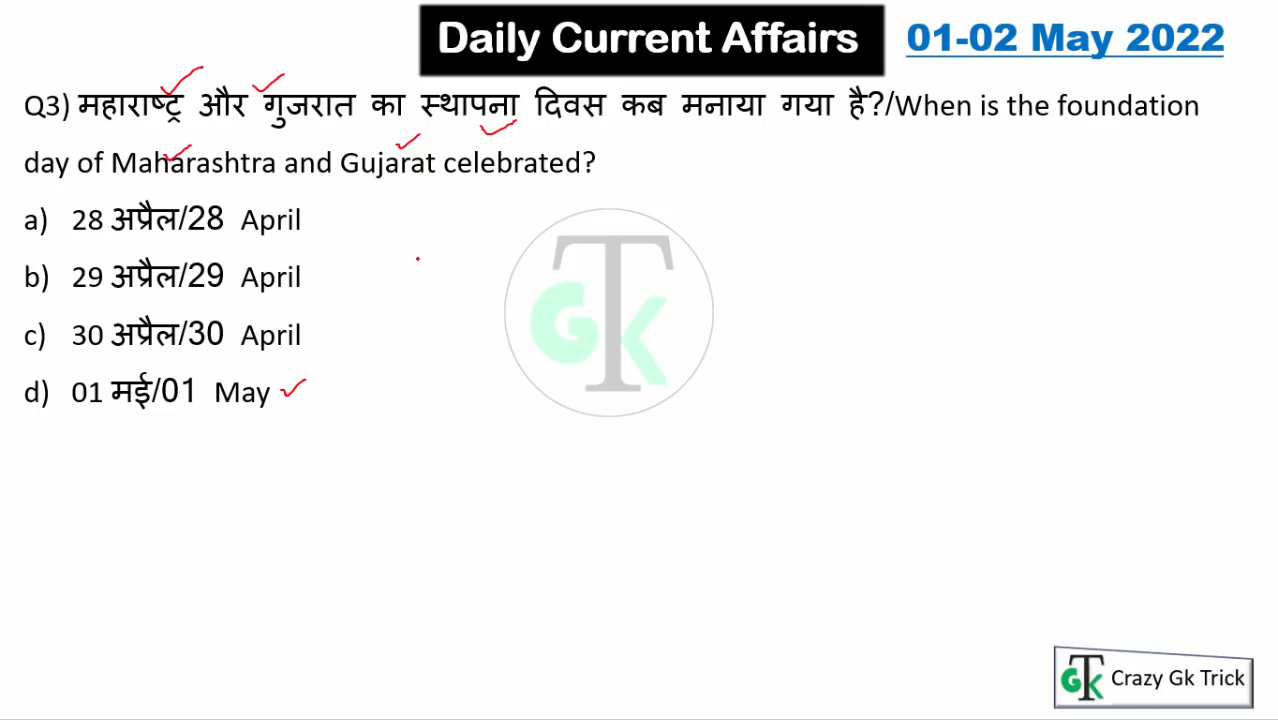 Daily Current Affairs 01-02 May 2022
Q3) महाराष्ट्र और गुजरात का स्थापना दिवस कब मनाया गया है?/When is the foundation
day of Maharashtra and Gujarat celebrated?
a) 28 अप्रैल/28 April
b) 29 अप्रैल/29 April
c) 30 अप्रैल/30 April
d) 01 मई/01 May
GTK
GTK Crazy Gk Trick